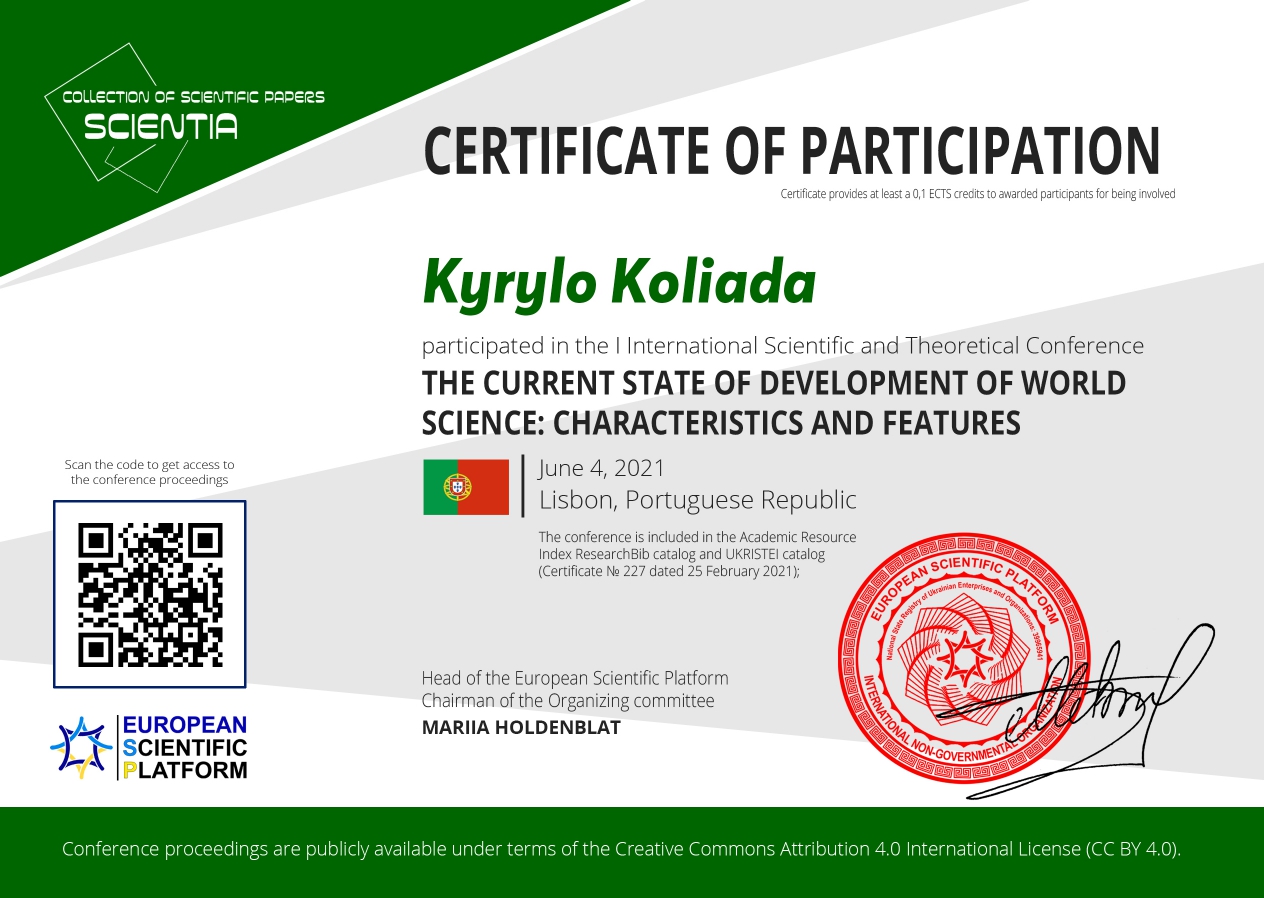 COLLECTION OF SCIENTIFIC PAPERS
SCIENTIA
CERTIFICATE OF PARTICIPATION
Certificate provides at least a 0,1 ECTS credits to awarded participants for being involved
Kyrylo Koliada
participated in the I International Scientific and Theoretical Conference
THE CURRENT STATE OF DEVELOPMENT OF WORLD
SCIENCE: CHARACTERISTICS AND FEATURES
June 4, 2021
Lisbon, Portuguese Republic
The conference is included in the Academic Resource
Index ResearchBib catalog and UKRISTEI catalog
(Certificate № 227 dated 25 February 2021);
Scan the code to get access to
the conference proceedings
EUROPEAN
SCIENTIFIC
PLATFORM
Head of the European Scientific Platform
Chairman of the Organizing committee
MARIIA HOLDENBLAT
EUROPEAN SCIENTIFIC PLATFORM
National State Registry of Ukrainian Enterprises and Organizations: 39965941
INTERNATIONAL NON-GOVERNMENTAL ORGANIZATION
Conference proceedings are publicly available under terms of the Creative Commons Attribution 4.0 International License (CC BY 4.0).